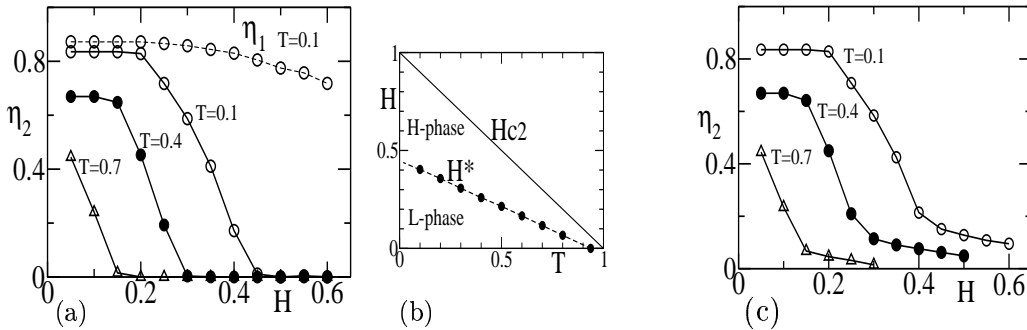 η1 T=0.1
0.8
η2
T=0.1
T=0.4
0.4
T=0.7
0
0 0.2 0.4 0.6
H
(a)
1
H
H-phase
Hc2
0.5
H*
L-phase
0
0 0.5 1
T
(b)
0.8
T=0.1
η2
T=0.4
0.4
T=0.7
0
0 0.2 0.4 0.6
H
(c)